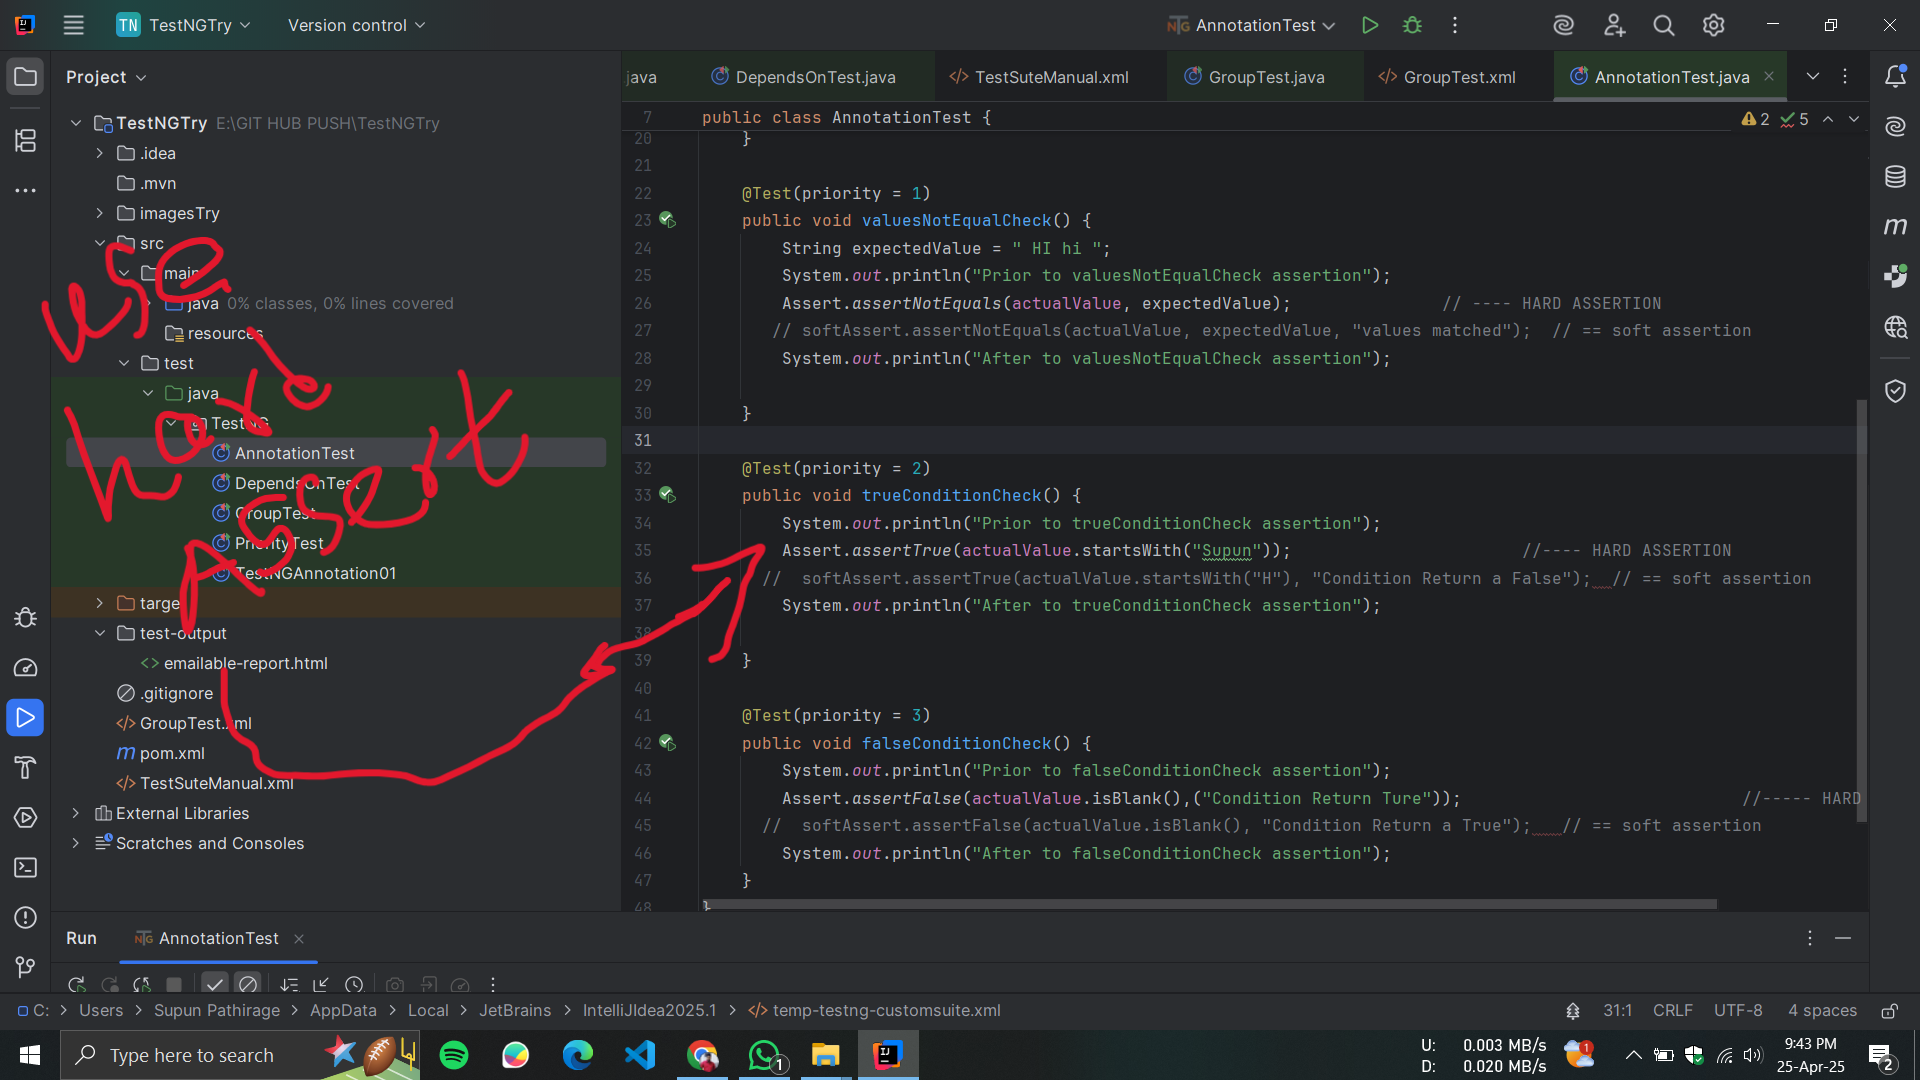 TN TestNGTry Version control AnnotationTest
Project
java DependsOnTest.java TestSuteManual.xml GroupTest.java GroupTest.xml AnnotationTest.java
TestNGTry E:\GIT HUB PUSH\TestNGTry
.idea
.mvn
imagesTry
src
main
java 0% classes, 0% lines covered
resources
test
java
TestNG
AnnotationTest
DependsOnTest
GroupTest
PriorityTest
TestNGAnnotation01
target
test-output
emailable-report.html
.gitignore
GroupTest.xml
pom.xml
TestSuteManual.xml
External Libraries
Scratches and Consoles
use
Assert
7 public class AnnotationTest { 2 5
20 }
21
22 @Test(priority = 1)
23 public void valuesNotEqualCheck() {
24 String expectedValue = " HI hi ";
25 System.out.println("Prior to valuesNotEqualCheck assertion");
26 Assert.assertNotEquals(actualValue, expectedValue); // ---- HARD ASSERTION
27 // softAssert.assertNotEquals(actualValue, expectedValue, "values matched"); // == soft assertion
28 System.out.println("After to valuesNotEqualCheck assertion");
29
30 }
31
32 @Test(priority = 2)
33 public void trueConditionCheck() {
34 System.out.println("Prior to trueConditionCheck assertion");
35 Assert.assertTrue(actualValue.startsWith("Supun")); //---- HARD ASSERTION
36 // softAssert.assertTrue(actualValue.startsWith("H"), "Condition Return a False"); // == soft assertion
37 System.out.println("After to trueConditionCheck assertion");
38
39 }
40
41 @Test(priority = 3)
42 public void falseConditionCheck() {
43 System.out.println("Prior to falseConditionCheck assertion");
44 Assert.assertFalse(actualValue.isBlank(),("Condition Return Ture")); //----- HARD
45 // softAssert.assertFalse(actualValue.isBlank(), "Condition Return a True"); // == soft assertion
46 System.out.println("After to falseConditionCheck assertion");
47 }
48 }
Run AnnotationTest
C: Users Supun Pathirage AppData Local JetBrains IntelliJIdea2025.1 temp-testng-customsuite.xml 31:1 CRLF UTF-8 4 spaces
Type here to search 1
U: 0.003 MB/s 1 9:43 PM
D: 0.020 MB/s 25-Apr-25 2